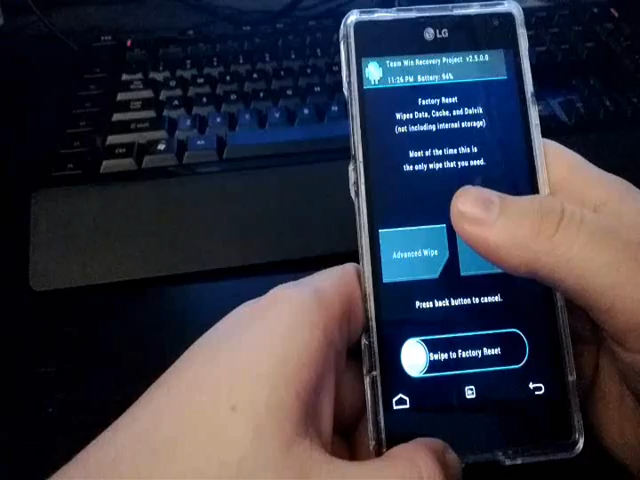 LG
Team Win Recovery Project v2.5.0.0
11:26 PM Battery: 94%
Factory Reset
Wipes Data, Cache, and Dalvik
(not including internal storage)
Most of the time this is
the only wipe that you need.
Advanced Wipe
Press back button to cancel.
Swipe to Factory Reset